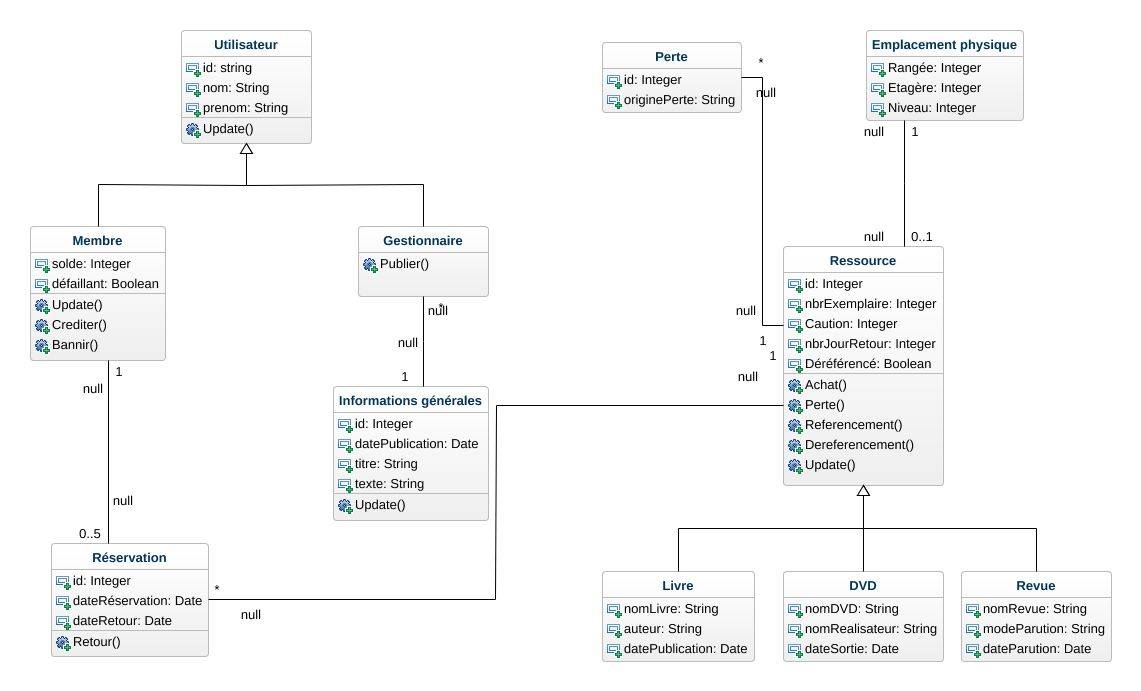 Utilisateur
id: string
nom: String
prenom: String
Update()
Perte
id: Integer
originePerte: String
*
null
Emplacement physique
Rangée: Integer
Etagère: Integer
Niveau: Integer
null
1
null
0..1
Membre
solde: Integer
défaillant: Boolean
Update()
Crediter()
Bannir()
1
null
null
0..5
Gestionnaire
Publier()
*
null
null
1
Informations générales
id: Integer
datePublication: Date
titre: String
texte: String
Update()
Ressource
id: Integer
nbrExemplaire: Integer
Caution: Integer
nbrJourRetour: Integer
Déréférencé: Boolean
Achat()
Perte()
Referencement()
Dereferencement()
Update()
null
1
1
null
Réservation
id: Integer
dateRéservation: Date
dateRetour: Date
Retour()
*
null
Livre
nomLivre: String
auteur: String
datePublication: Date
DVD
nomDVD: String
nomRealisateur: String
dateSortie: Date
Revue
nomRevue: String
modeParution: String
dateParution: Date